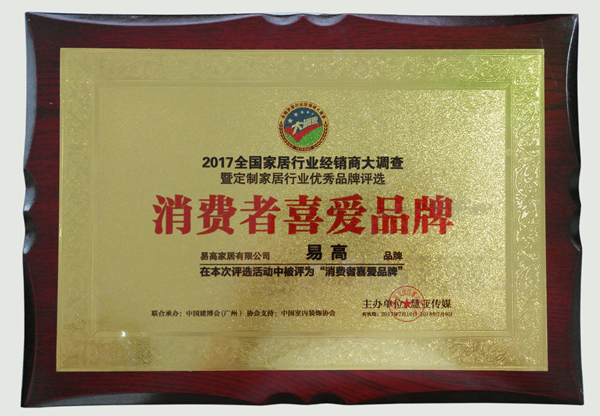 大调查
2017全国家居行业经销商大调查
暨定制家居行业优秀品牌评选
消费者喜爱品牌
易高家居有限公司 易高 品牌
在本次评选活动中被评为“消费者喜爱品牌”
联合承办：中国建博会(广州) 协会支持：中国室内装饰协会
主办单位：慧亚传媒